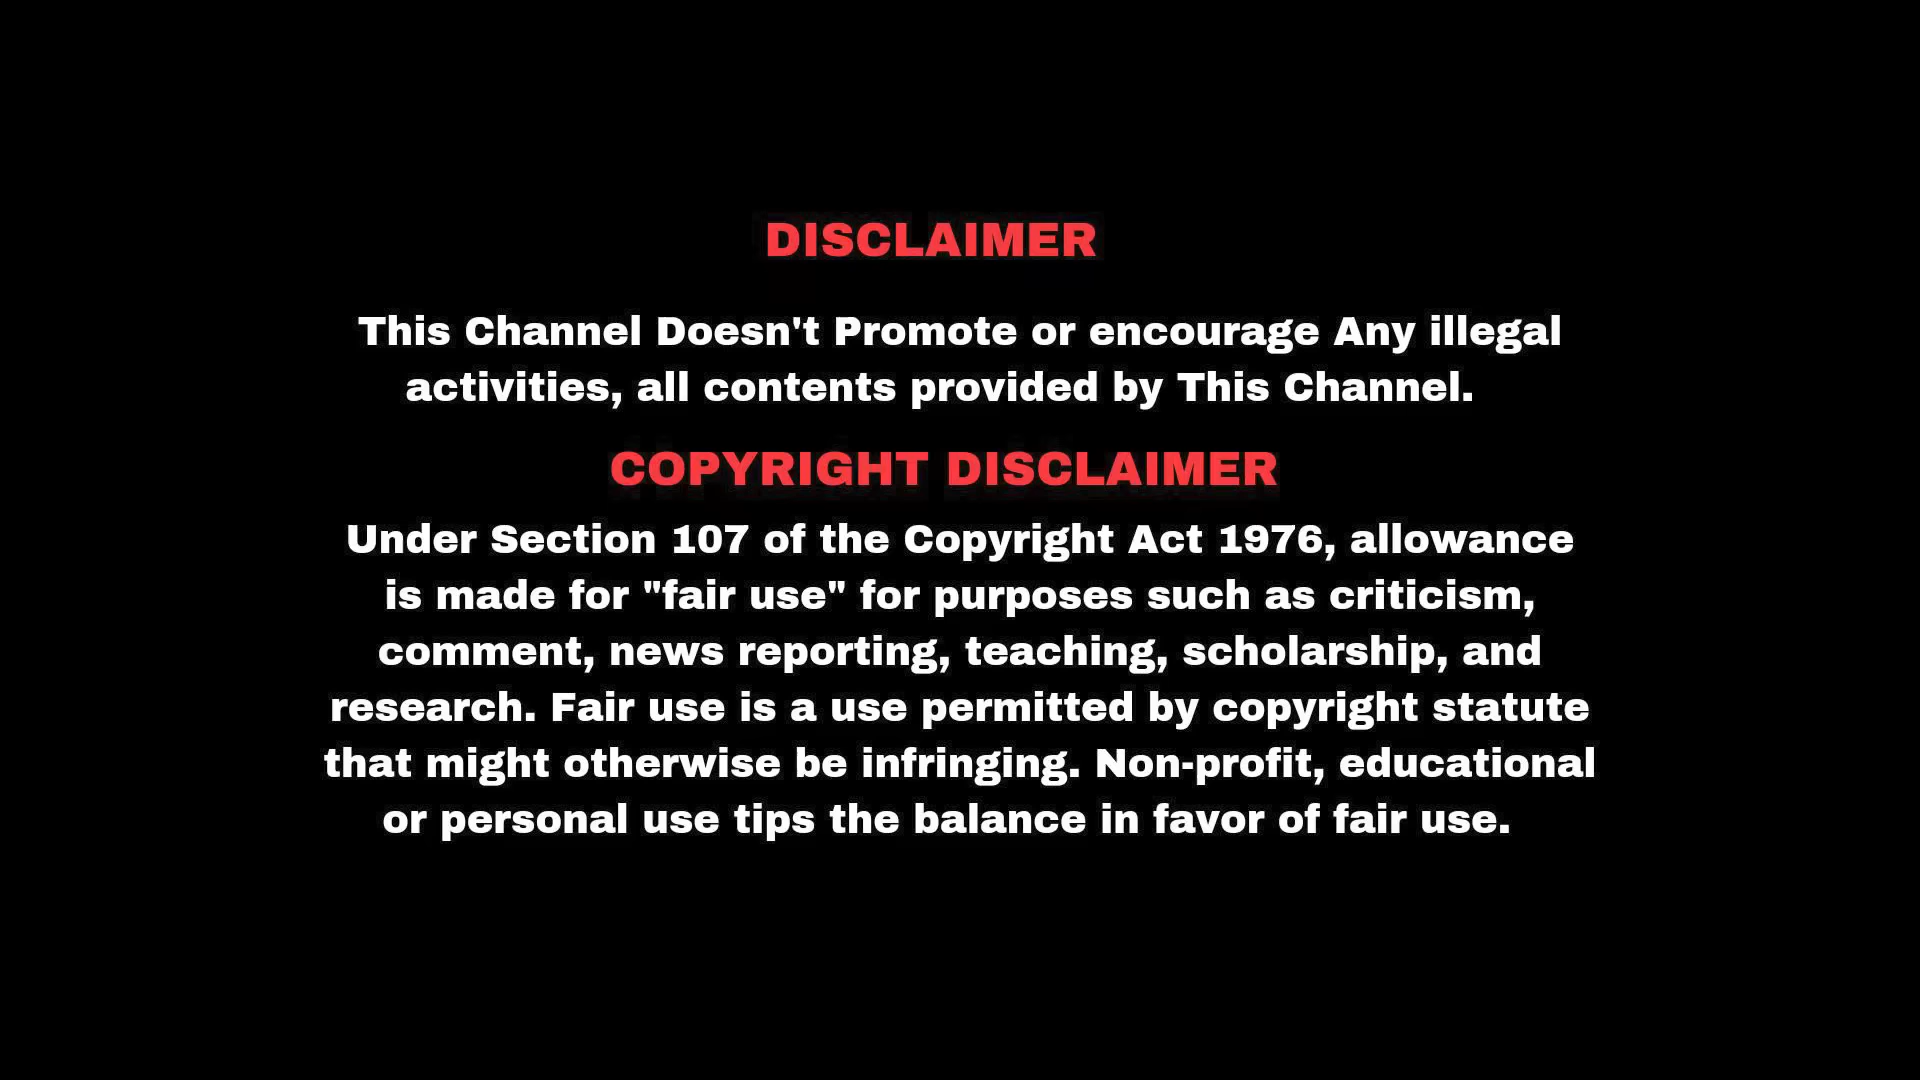 DISCLAIMER
This Channel Doesn't Promote or encourage Any illegal
activities, all contents provided by This Channel.
COPYRIGHT DISCLAIMER
Under Section 107 of the Copyright Act 1976, allowance
is made for "fair use" for purposes such as criticism,
comment, news reporting, teaching, scholarship, and
research. Fair use is a use permitted by copyright statute
that might otherwise be infringing. Non-profit, educational
or personal use tips the balance in favor of fair use.